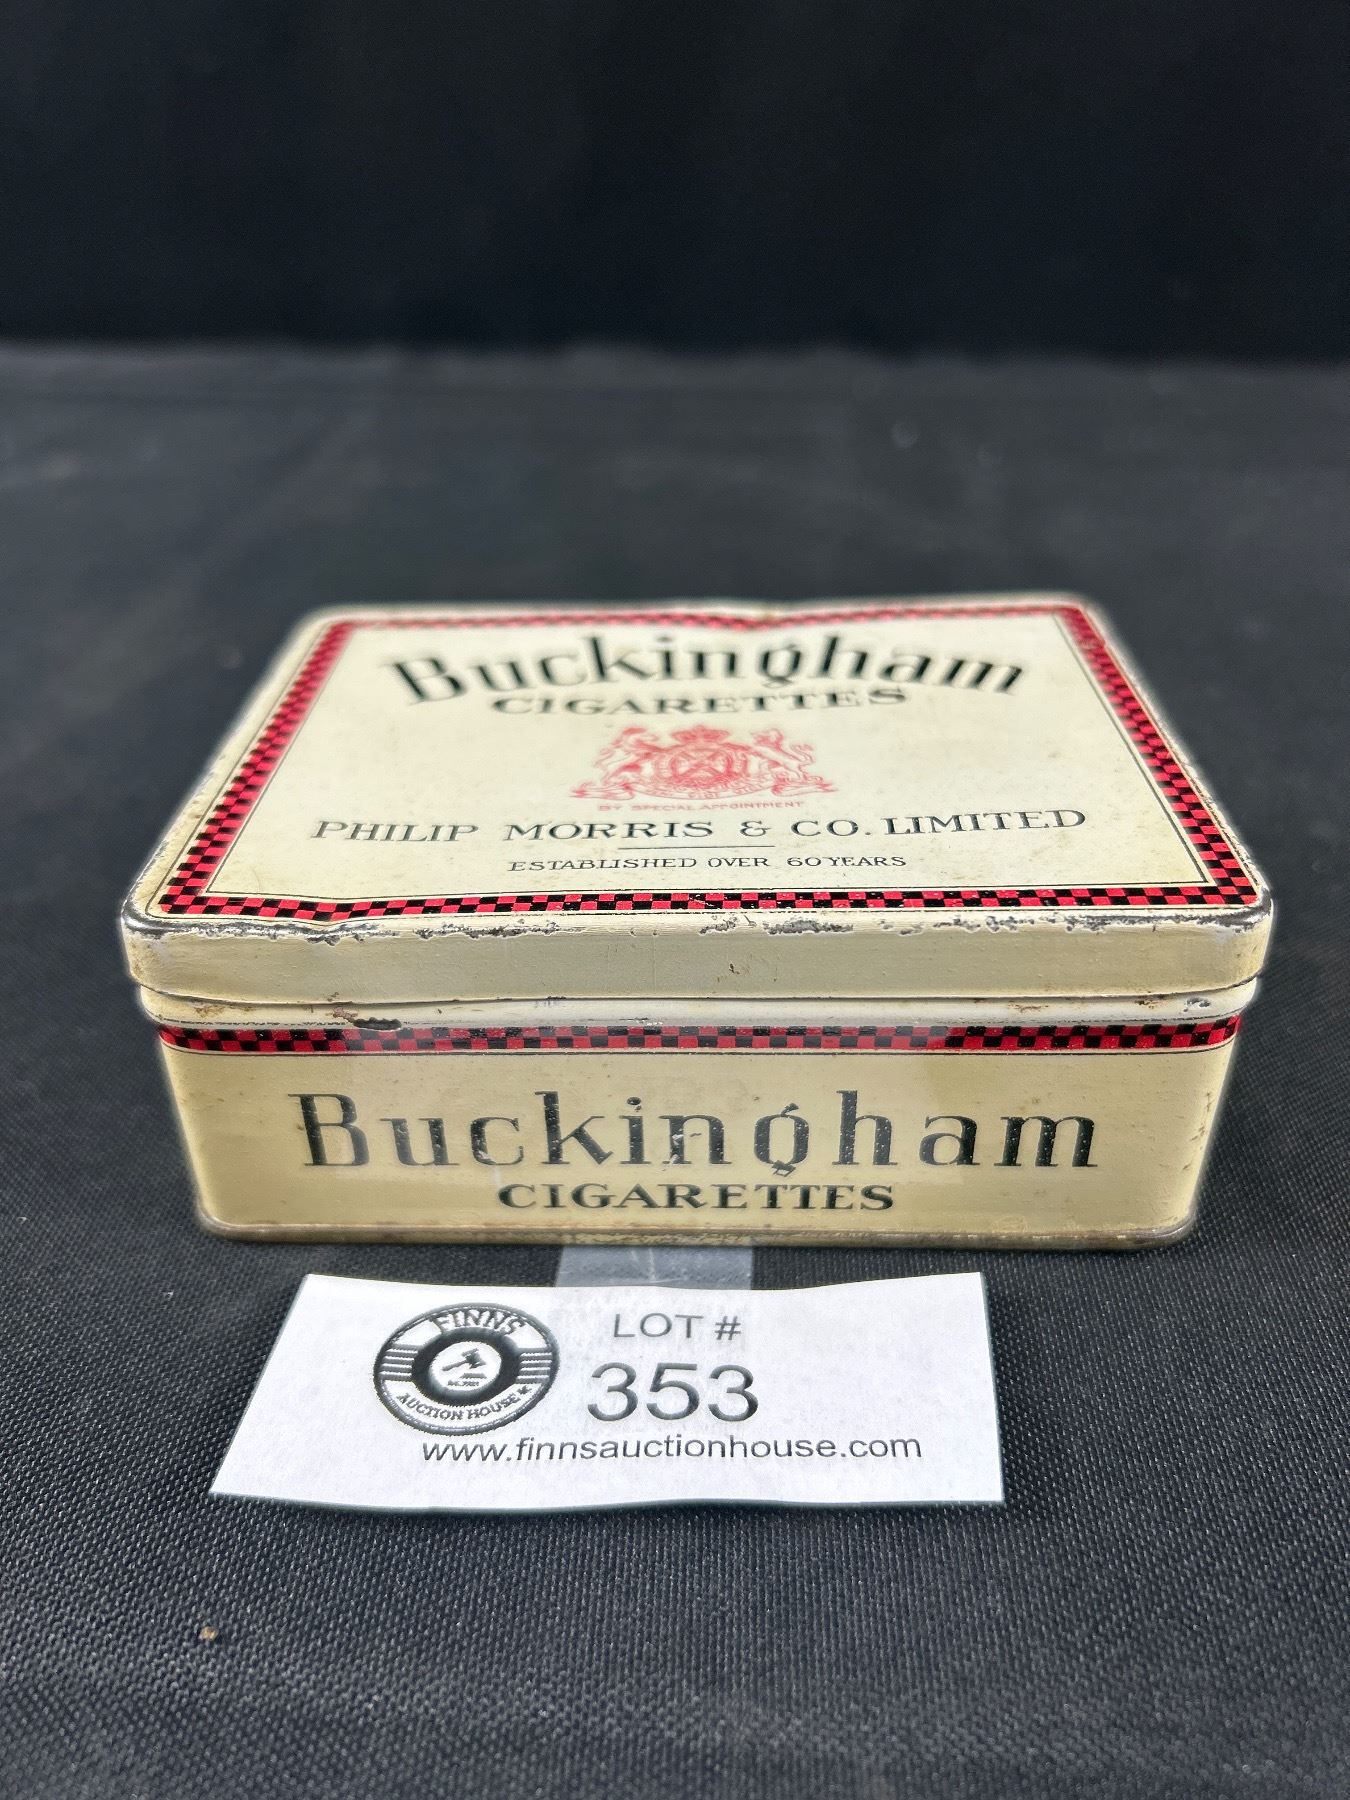 Buckingham
CIGARETTES
BY SPECIAL APPOINTMENT
PHILIP MORRIS & CO. LIMITED
ESTABLISHED OVER 60 YEARS
Buckingham
CIGARETTES
FINNS
AUCTION HOUSE
LOT #
353
www.finnsauctionhouse.com